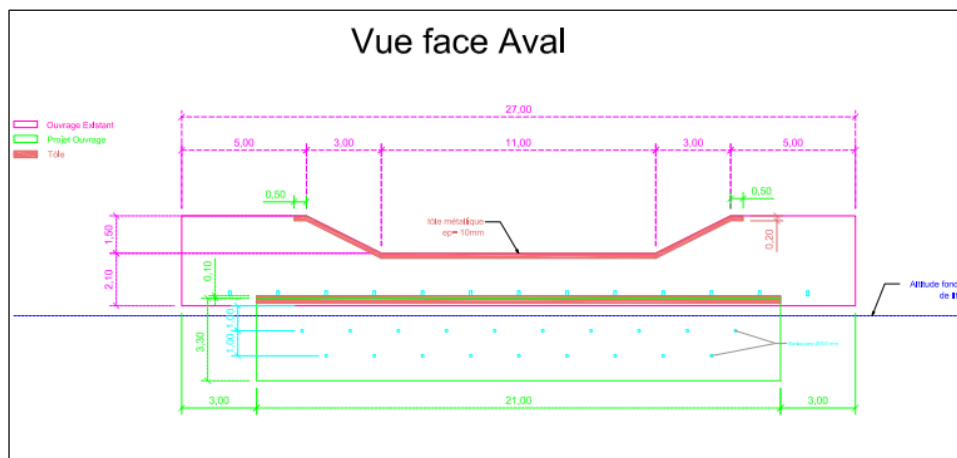 Vue face Aval
27,00
Ouvrage Existant
Projet Ouvrage
Tôle
5,00
3,00
11,00
3,00
5,00
0,50
0,50
tôle métallique
ep= 10mm
1,50
0,20
2,10
0,10
Altitude fond
de lit
1.00
1,00
3,30
3,00
21,00
3,00